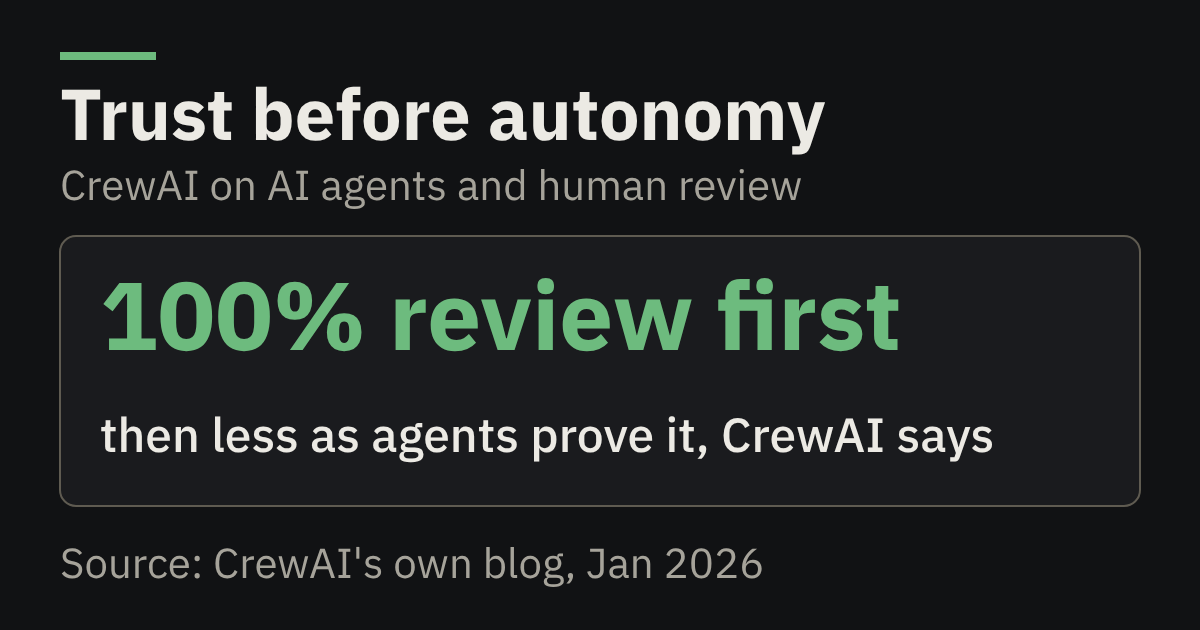 Trust before autonomy
CrewAI on AI agents and human review
100% review first
then less as agents prove it, CrewAI says
Source: CrewAI's own blog, Jan 2026